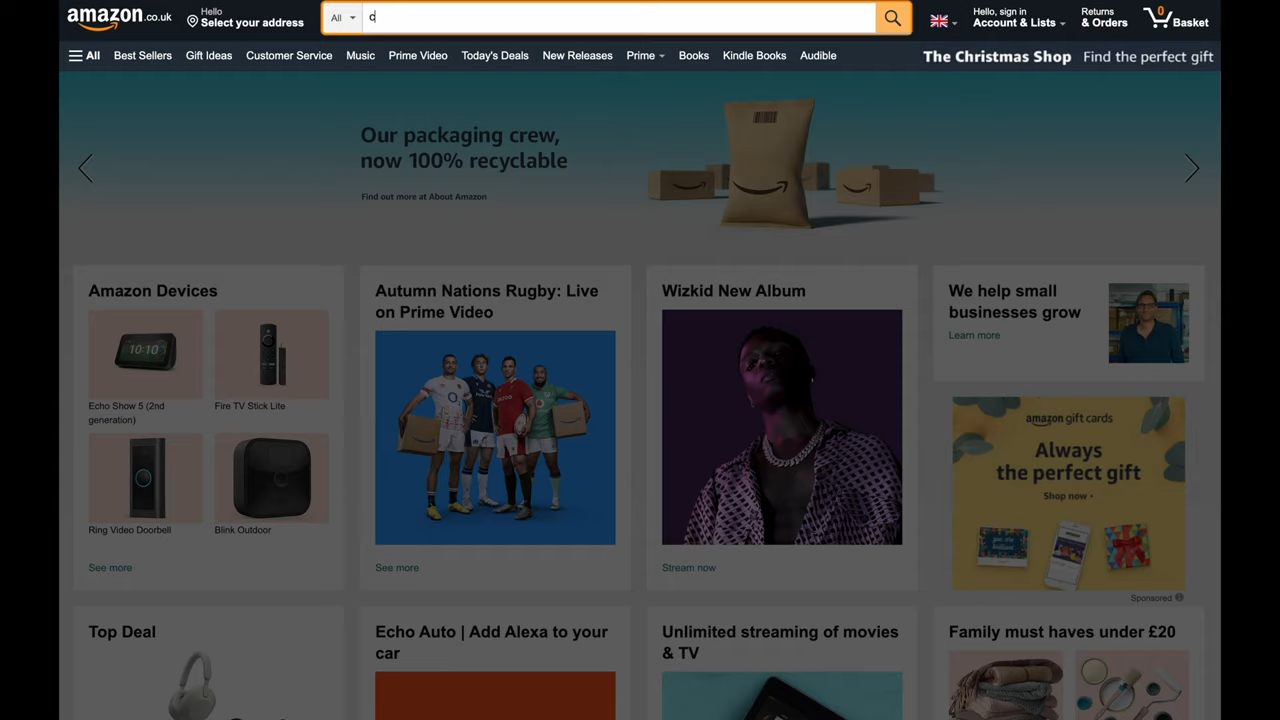 amazon.co.uk
Hello
Select your address
All
c
Hello, sign in
Account & Lists
Returns
& Orders
0
Basket
All
Best Sellers
Gift Ideas
Customer Service
Music
Prime Video
Today's Deals
New Releases
Prime
Books
Kindle Books
Audible
The Christmas Shop
Find the perfect gift
Our packaging crew,
now 100% recyclable
Find out more at About Amazon
Amazon Devices
10:10
Echo Show 5 (2nd
generation)
Fire TV Stick Lite
Ring Video Doorbell
Blink Outdoor
See more
Autumn Nations Rugby: Live
on Prime Video
See more
Wizkid New Album
Stream now
We help small
businesses grow
Learn more
amazon gift cards
Always
the perfect gift
Shop now
Sponsored
Top Deal
Echo Auto | Add Alexa to your
car
Unlimited streaming of movies
& TV
Family must haves under £20